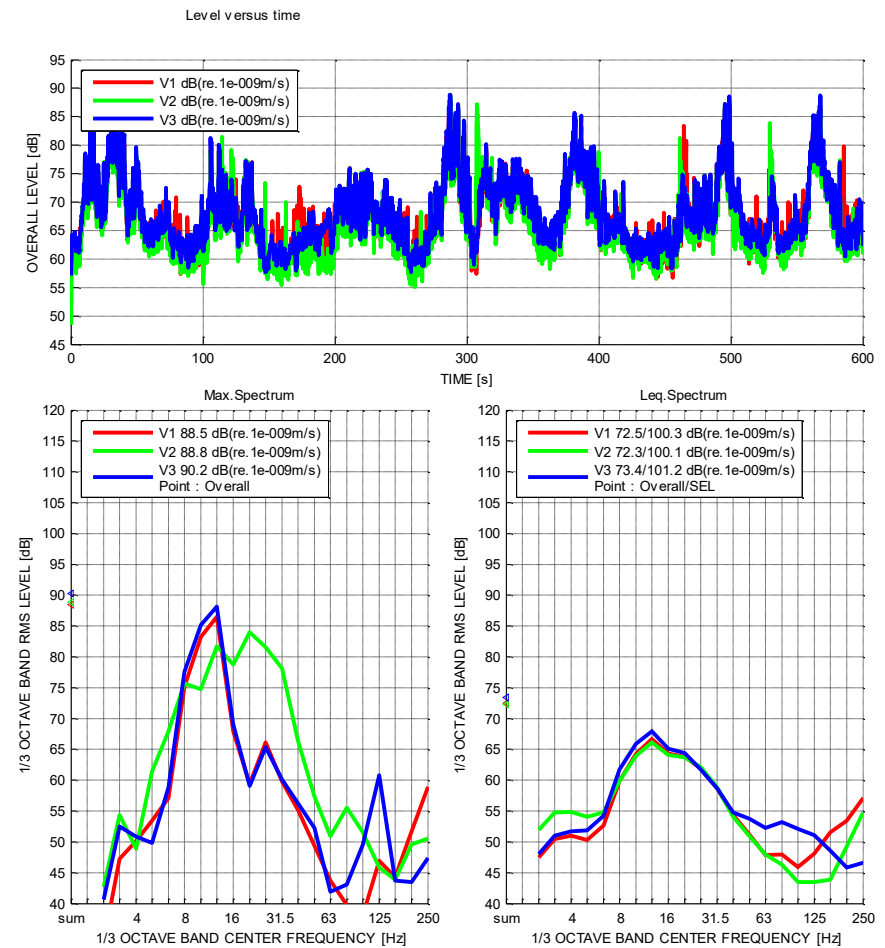 Level versus time
95
90
85
80
75
70
65
60
55
50
45
OVERALL LEVEL [dB]
V1 dB(re.1e-009m/s)
V2 dB(re.1e-009m/s)
V3 dB(re.1e-009m/s)
0 100 200 300 400 500 600
TIME [s]
Max.Spectrum
120
115
110
105
100
95
90
85
80
75
70
65
60
55
50
45
40
1/3 OCTAVE BAND RMS LEVEL [dB]
V1 88.5 dB(re.1e-009m/s)
V2 88.8 dB(re.1e-009m/s)
V3 90.2 dB(re.1e-009m/s)
Point : Overall
sum 4 8 16 31.5 63 125 250
1/3 OCTAVE BAND CENTER FREQUENCY [Hz]
Leq.Spectrum
120
115
110
105
100
95
90
85
80
75
70
65
60
55
50
45
40
1/3 OCTAVE BAND RMS LEVEL [dB]
V1 72.5/100.3 dB(re.1e-009m/s)
V2 72.3/100.1 dB(re.1e-009m/s)
V3 73.4/101.2 dB(re.1e-009m/s)
Point : Overall/SEL
sum 4 8 16 31.5 63 125 250
1/3 OCTAVE BAND CENTER FREQUENCY [Hz]